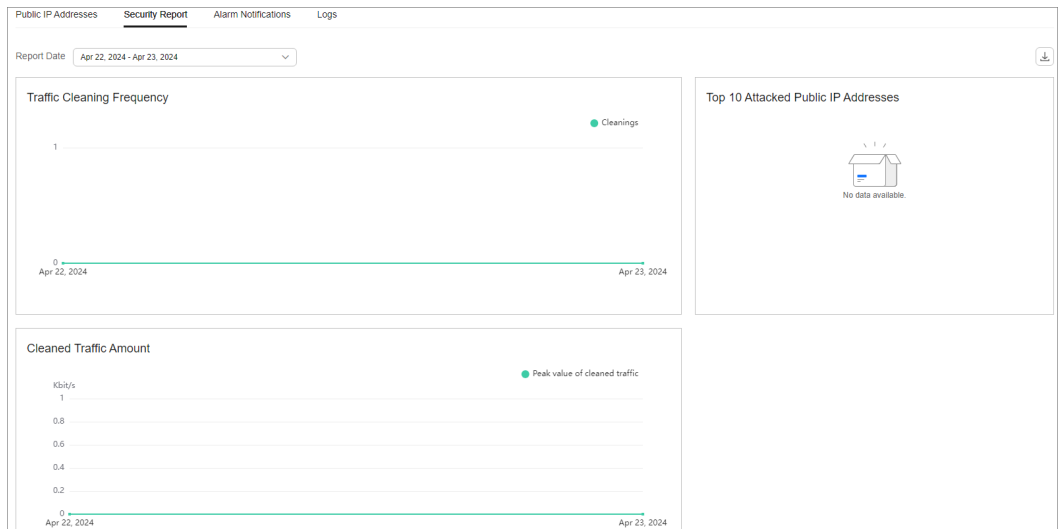 Public IP Addresses Security Report Alarm Notifications Logs
Report Date Apr 22, 2024 - Apr 23, 2024
Traffic Cleaning Frequency
Cleanings
1
0
Apr 22, 2024 Apr 23, 2024
Top 10 Attacked Public IP Addresses
No data available.
Cleaned Traffic Amount
Peak value of cleaned traffic
Kbit/s
1
0.8
0.6
0.4
0.2
0
Apr 22, 2024 Apr 23, 2024